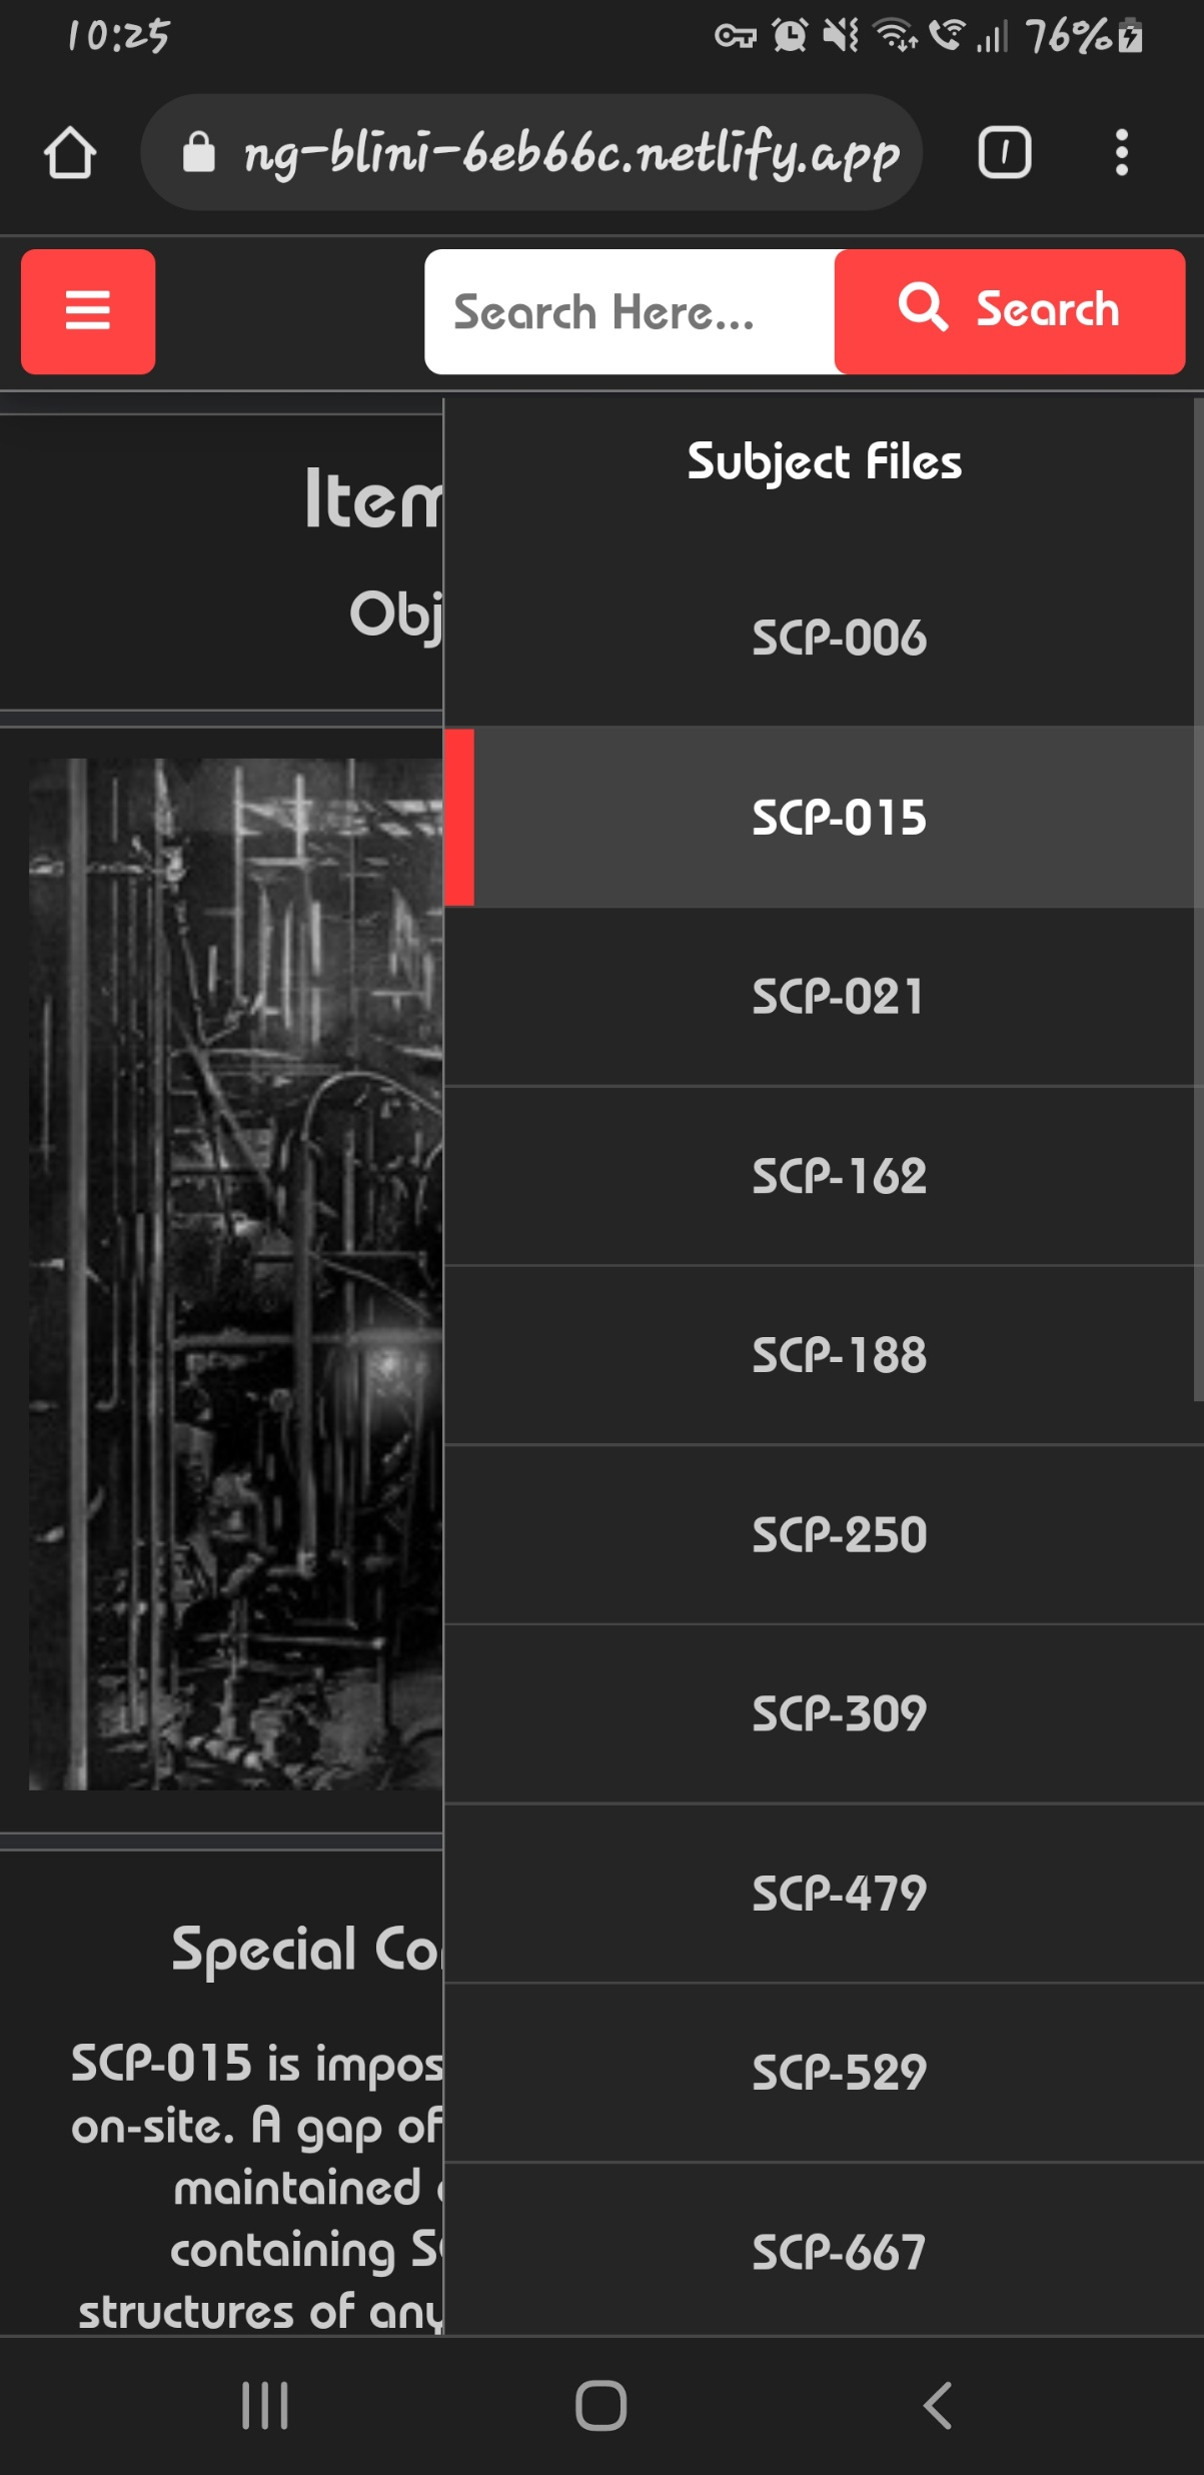 10:25
76%
ng-blini-6eb66c.netlify.app
1
Search Here...
Search
Subject Files
SCP-006
SCP-015
SCP-021
SCP-162
SCP-188
SCP-250
SCP-309
SCP-479
SCP-529
SCP-667
Item
Obj
Special Co
SCP-015 is impos
on-site. A gap of
maintained
containing S
structures of any